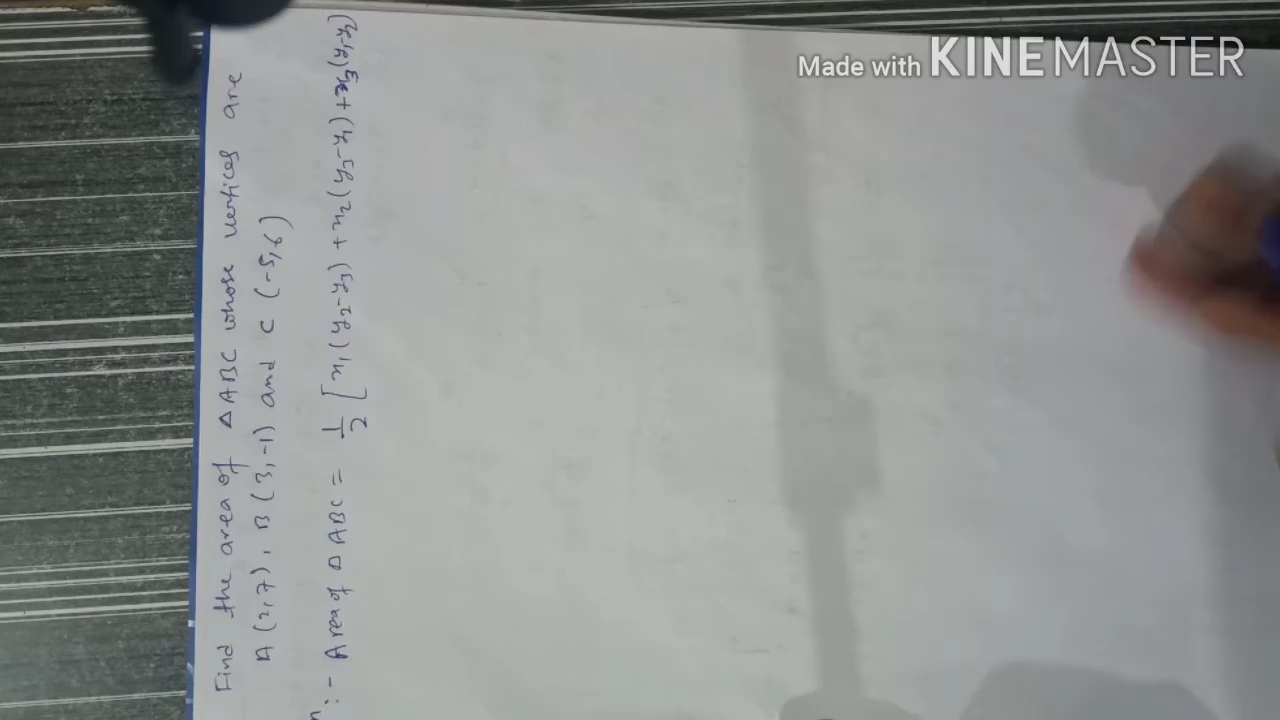 Find the area of △ABC whose vertices are
A(2,7), B(3,-1) and C(-5,6)
n:- Area of △ABC = 1/2 [x₁(y₂-y₃)+x₂(y₃-y₁)+x₃(y₁-y₂)
Made with KINEMASTER